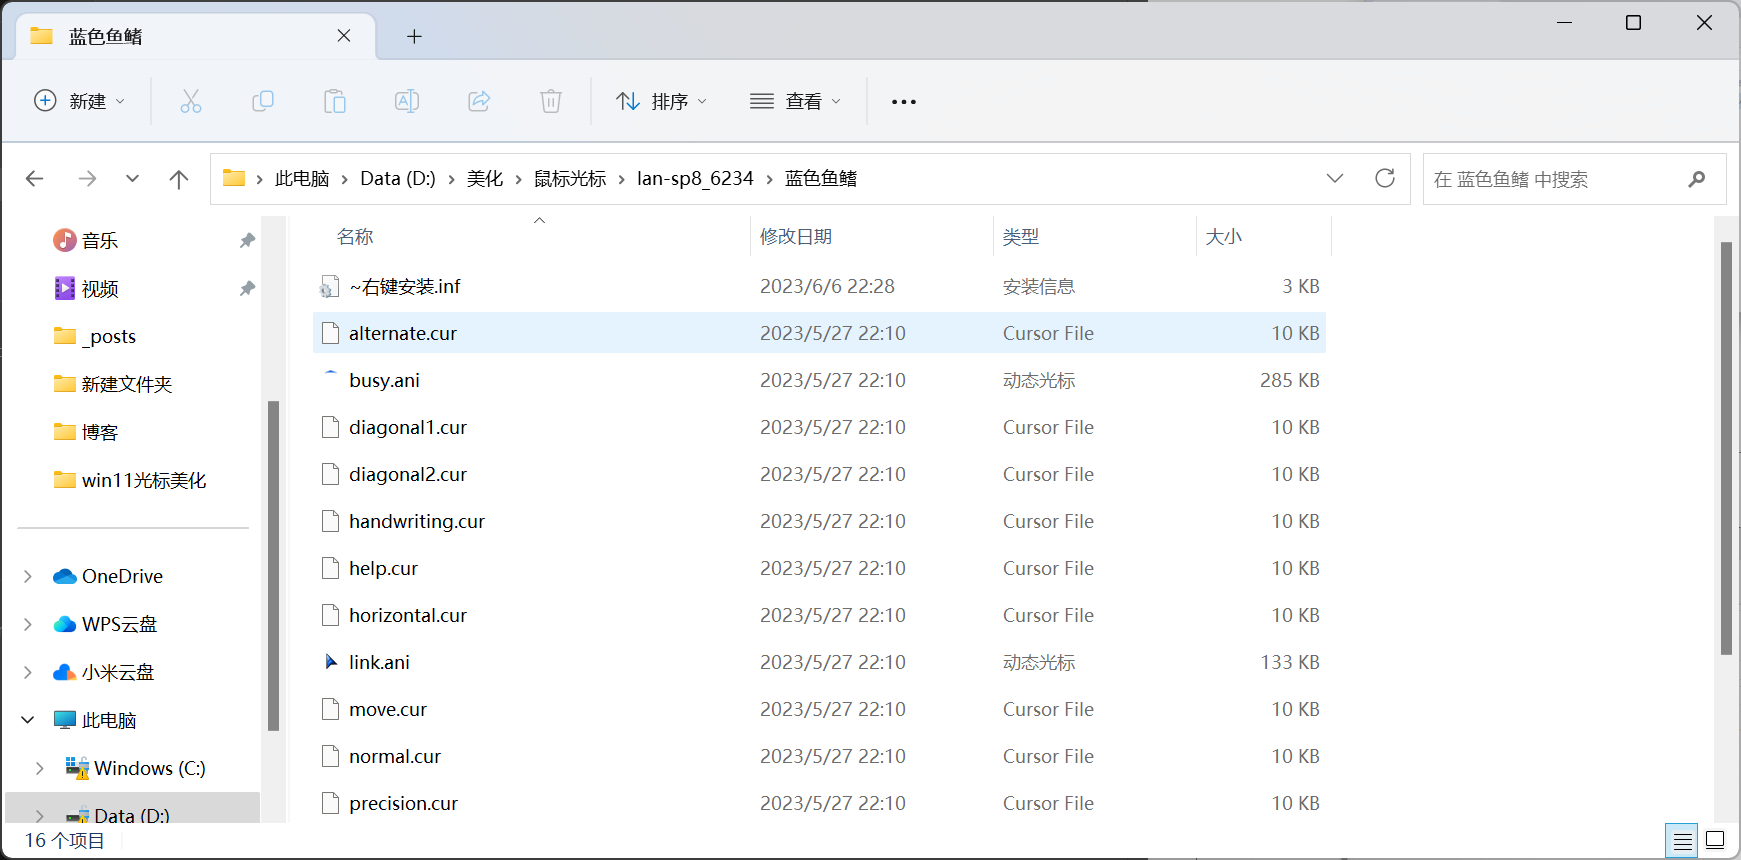 蓝色鱼鳍
新建
排序
查看
此电脑 Data (D:) 美化 鼠标光标 lan-sp8_6234 蓝色鱼鳍
在 蓝色鱼鳍 中搜索
音乐
视频
_posts
新建文件夹
博客
win11光标美化
OneDrive
WPS云盘
小米云盘
此电脑
Windows (C:)
Data (D:)
名称 修改日期 类型 大小
~右键安装.inf 2023/6/6 22:28 安装信息 3 KB
alternate.cur 2023/5/27 22:10 Cursor File 10 KB
busy.ani 2023/5/27 22:10 动态光标 285 KB
diagonal1.cur 2023/5/27 22:10 Cursor File 10 KB
diagonal2.cur 2023/5/27 22:10 Cursor File 10 KB
handwriting.cur 2023/5/27 22:10 Cursor File 10 KB
help.cur 2023/5/27 22:10 Cursor File 10 KB
horizontal.cur 2023/5/27 22:10 Cursor File 10 KB
link.ani 2023/5/27 22:10 动态光标 133 KB
move.cur 2023/5/27 22:10 Cursor File 10 KB
normal.cur 2023/5/27 22:10 Cursor File 10 KB
precision.cur 2023/5/27 22:10 Cursor File 10 KB
16 个项目